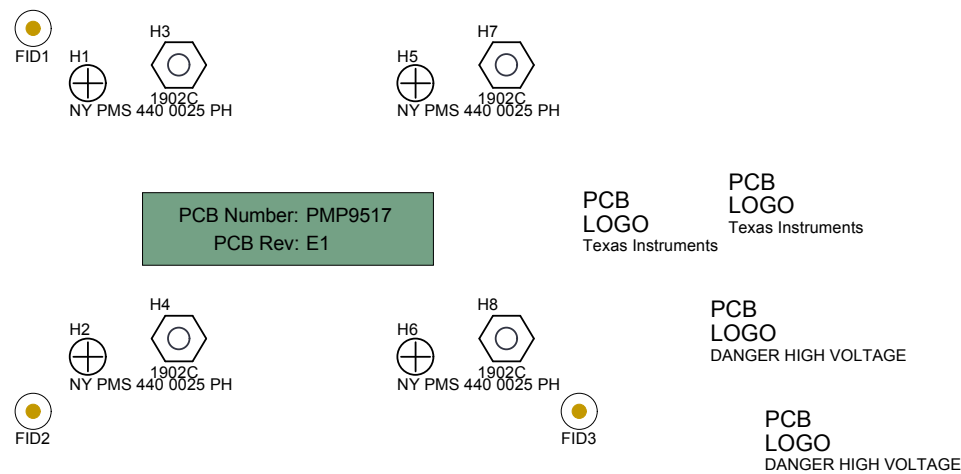 FID1
H1
H3
1902C
NY PMS 440 0025 PH
H5
H7
1902C
NY PMS 440 0025 PH
PCB Number: PMP9517
PCB Rev: E1
PCB
LOGO
Texas Instruments
PCB
LOGO
Texas Instruments
H2
H4
1902C
NY PMS 440 0025 PH
H6
H8
1902C
NY PMS 440 0025 PH
PCB
LOGO
DANGER HIGH VOLTAGE
FID2
FID3
PCB
LOGO
DANGER HIGH VOLTAGE